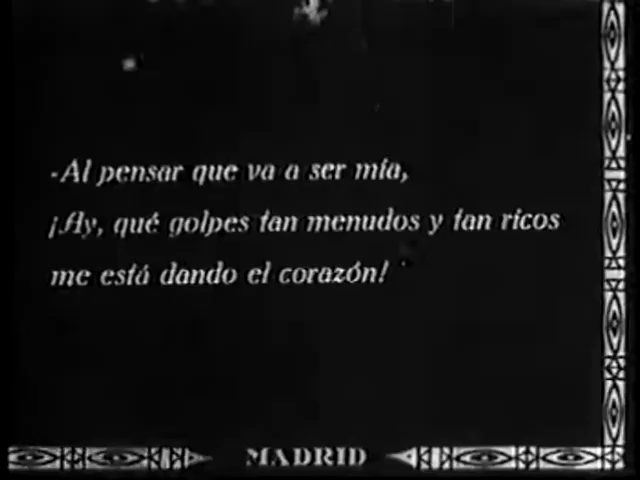 -Al pensar que va a ser mía,
¡Ay, qué golpes tan menudos y tan ricos
me está dando el corazón!
MADRID